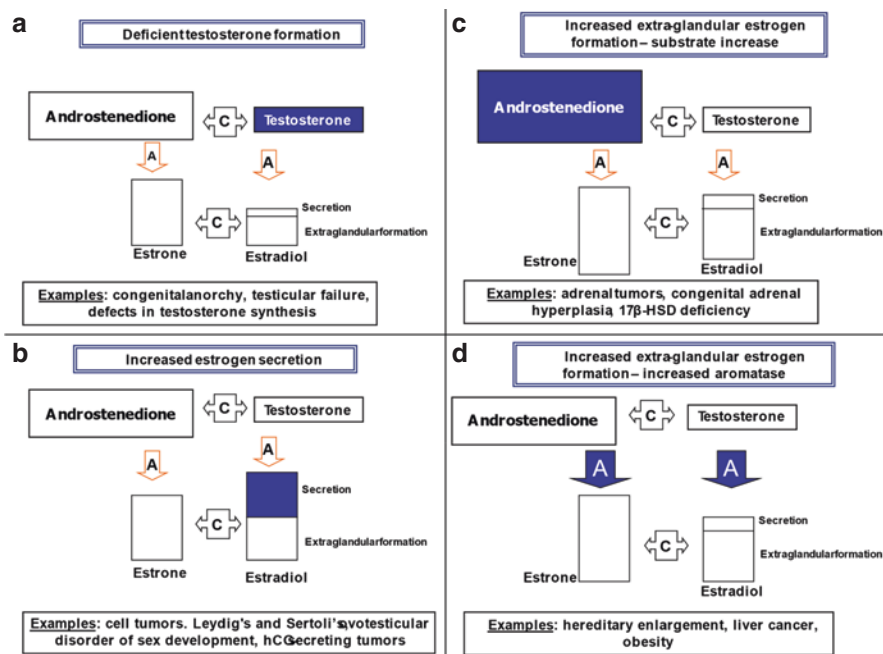 a
Deficient testosterone formation
Androstenedione
C
Testosterone
A
A
Secretion
C
Extraglandularformation
Estrone
Estradiol
Examples: congenitalanorchy, testicular failure,
defects in testosterone synthesis
b
Increased estrogen secretion
Androstenedione
C
Testosterone
A
A
Secretion
C
Extraglandularformation
Estrone
Estradiol
Examples: cell tumors. Leydig's and Sertoli's, ovotesticular
disorder of sex development, hCG-secreting tumors
c
Increased extra-glandular estrogen
formation – substrate increase
Androstenedione
C
Testosterone
A
A
Secretion
C
Extraglandularformation
Estrone
Estradiol
Examples: adrenaltumors, congenital adrenal
hyperplasia, 17β-HSD deficiency
d
Increased extra-glandular estrogen
formation – increased aromatase
Androstenedione
C
Testosterone
A
A
Secretion
C
Extraglandularformation
Estrone
Estradiol
Examples: hereditary enlargement, liver cancer,
obesity